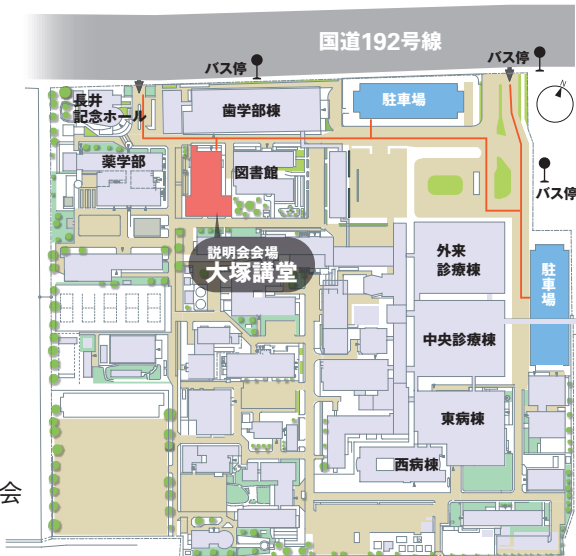 国道192号線
バス停
バス停
長井
記念ホール
歯学部棟
駐車場
N
薬学部
図書館
バス停
説明会会場
大塚講堂
外来
診療棟
駐車場
中央診療棟
東病棟
西病棟
会